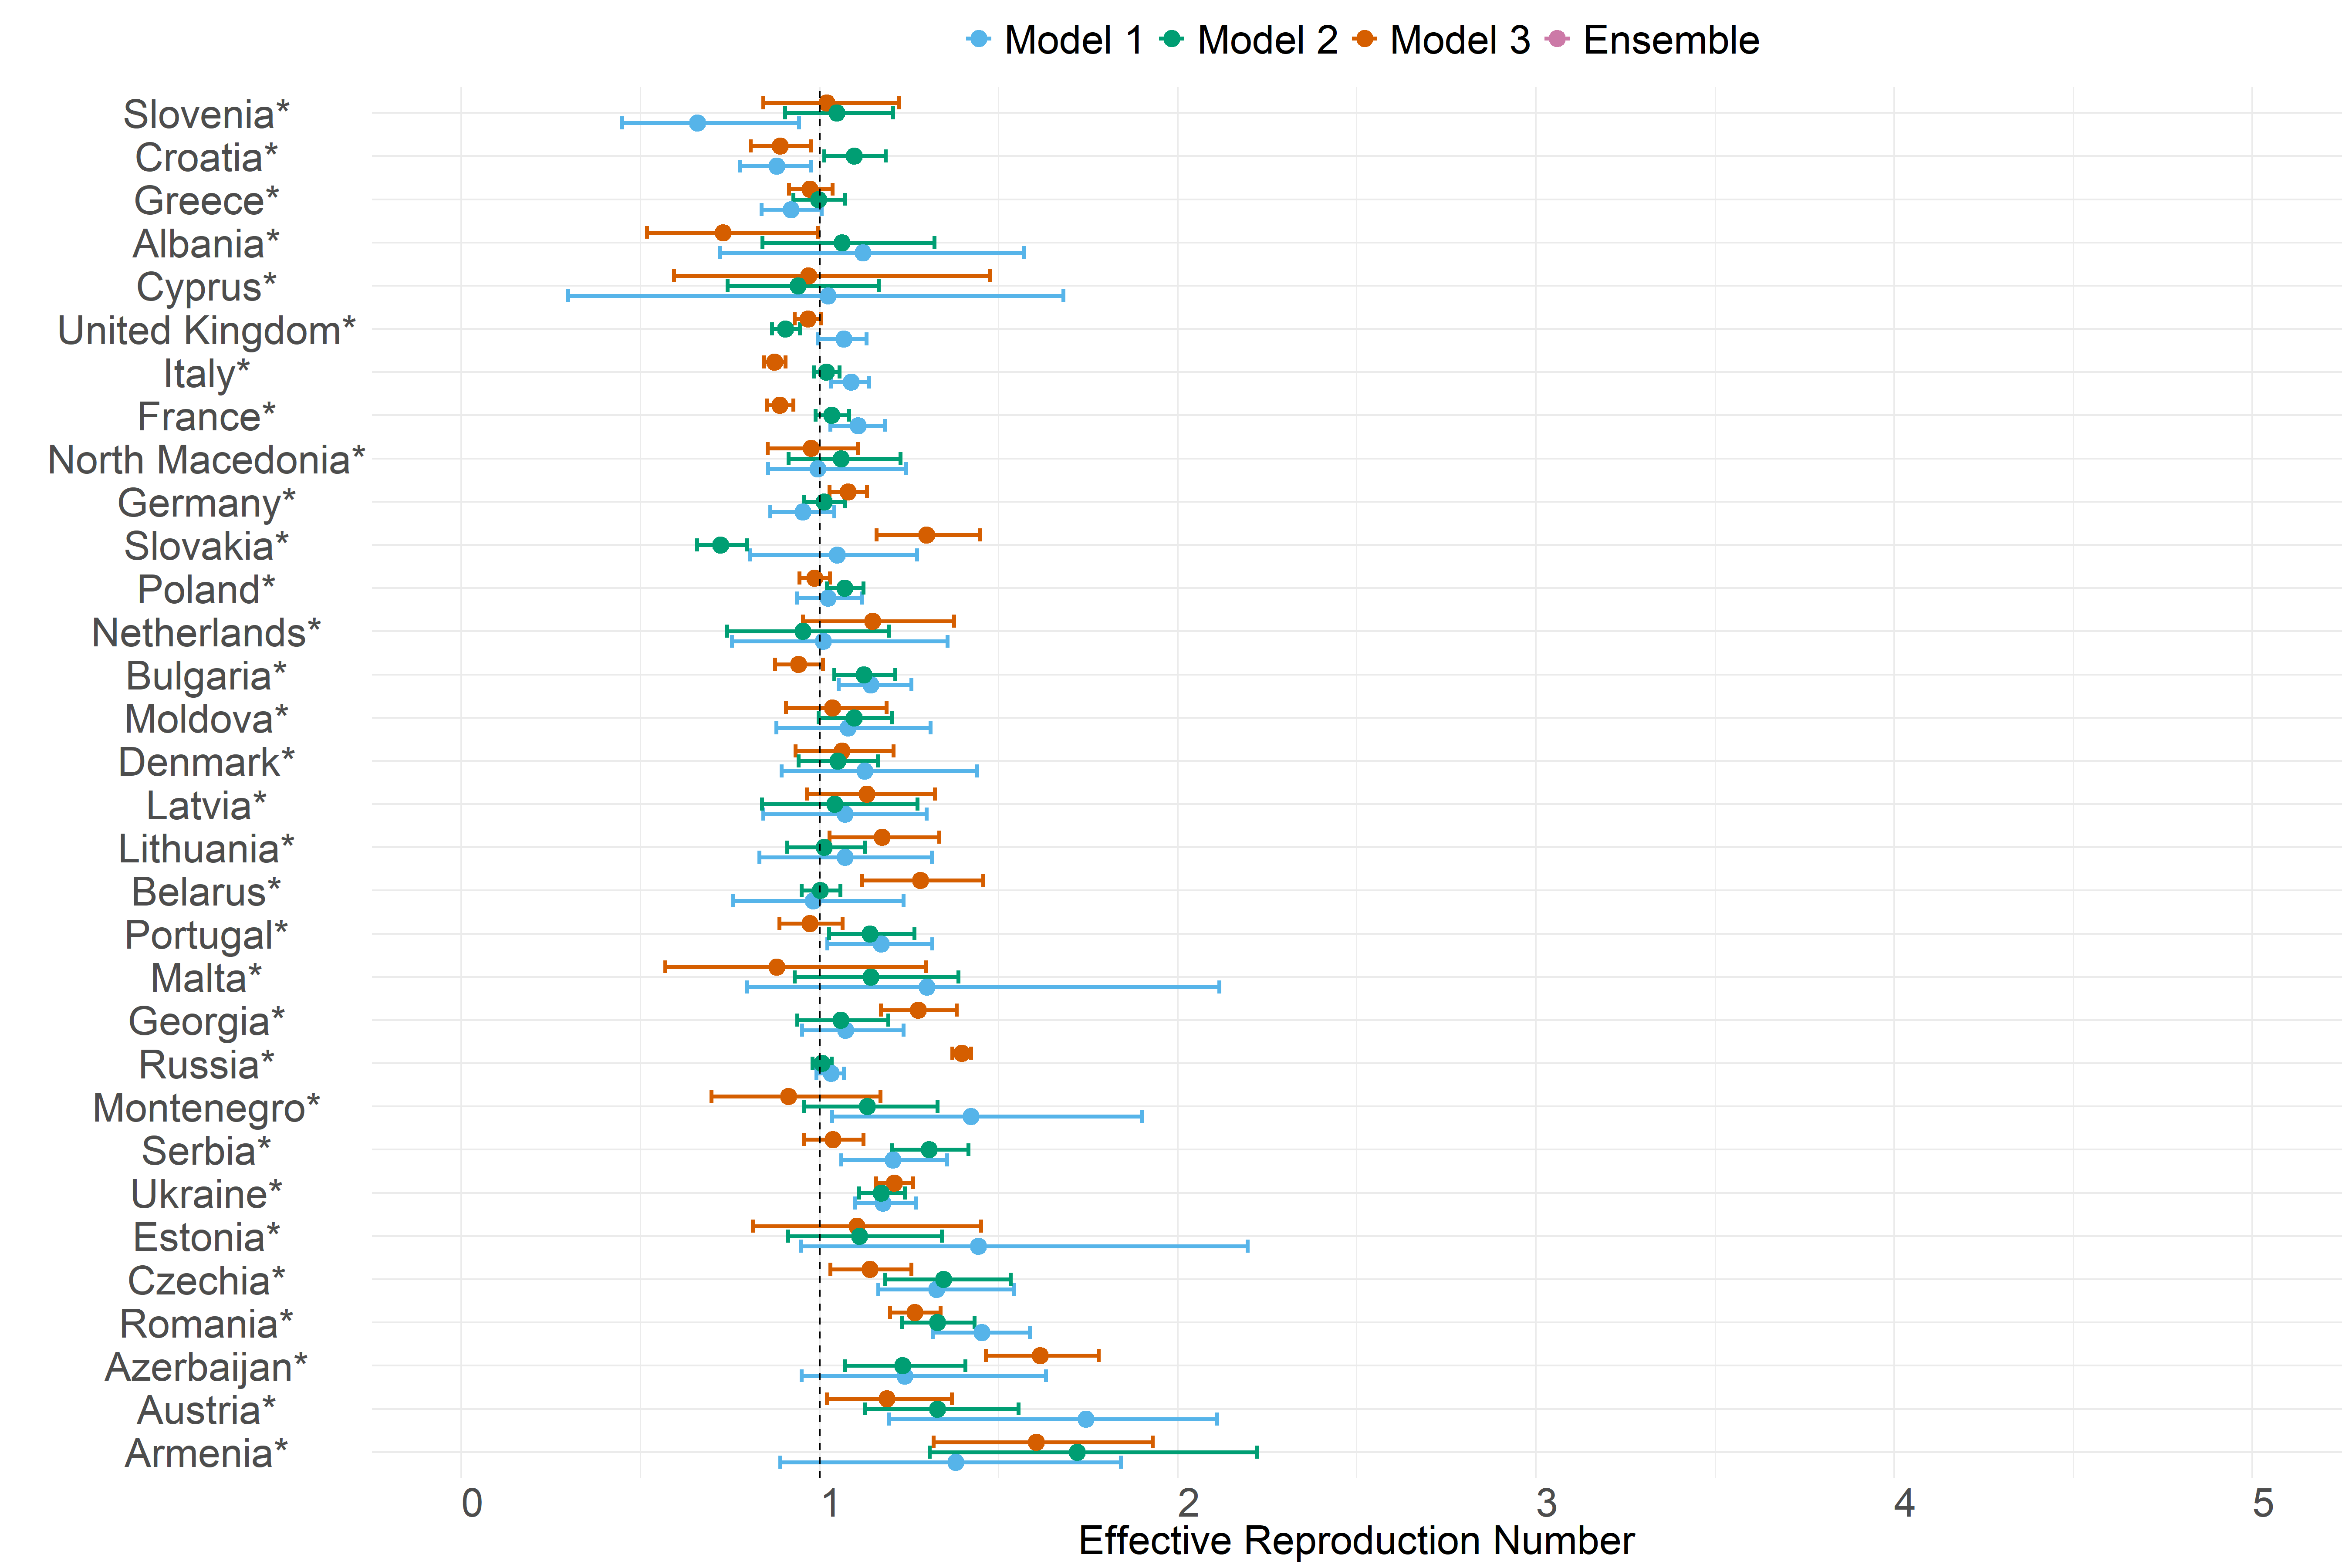 Model 1 Model 2 Model 3 Ensemble
Slovenia*
Croatia*
Greece*
Albania*
Cyprus*
United Kingdom*
Italy*
France*
North Macedonia*
Germany*
Slovakia*
Poland*
Netherlands*
Bulgaria*
Moldova*
Denmark*
Latvia*
Lithuania*
Belarus*
Portugal*
Malta*
Georgia*
Russia*
Montenegro*
Serbia*
Ukraine*
Estonia*
Czechia*
Romania*
Azerbaijan*
Austria*
Armenia*
0 1 2 3 4 5
Effective Reproduction Number